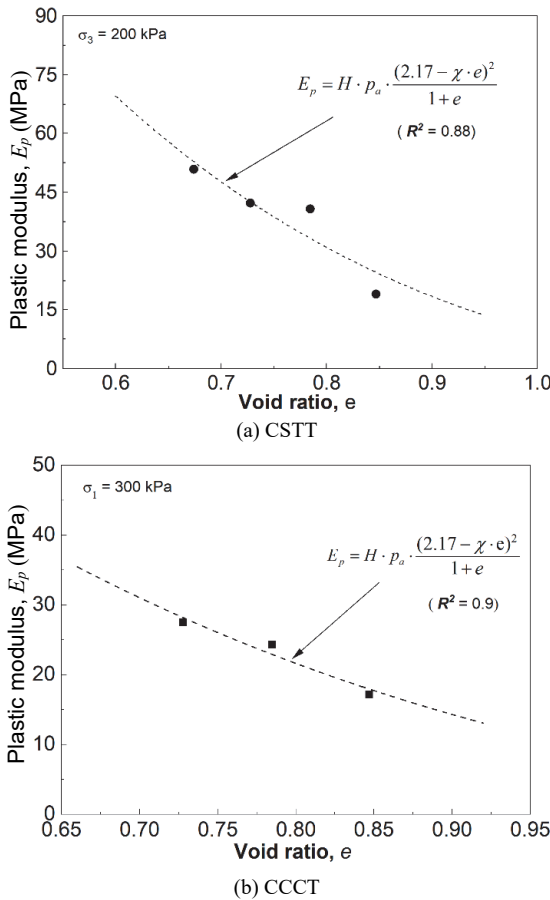 90
75
60
45
30
15
0
0.6 0.7 0.8 0.9 1.0
Plastic modulus, Eₚ (MPa)
σ₃ = 200 kPa
Eₚ = H · pₐ · (2.17 − χ · e)² / 1 + e
( R² = 0.88)
Void ratio, e
(a) CSTT
50
40
30
20
10
0
0.65 0.70 0.75 0.80 0.85 0.90 0.95
Plastic modulus, Eₚ (MPa)
σ₁ = 300 kPa
Eₚ = H · pₐ · (2.17 − χ · e)² / 1 + e
( R² = 0.9)
Void ratio, e
(b) CCCT